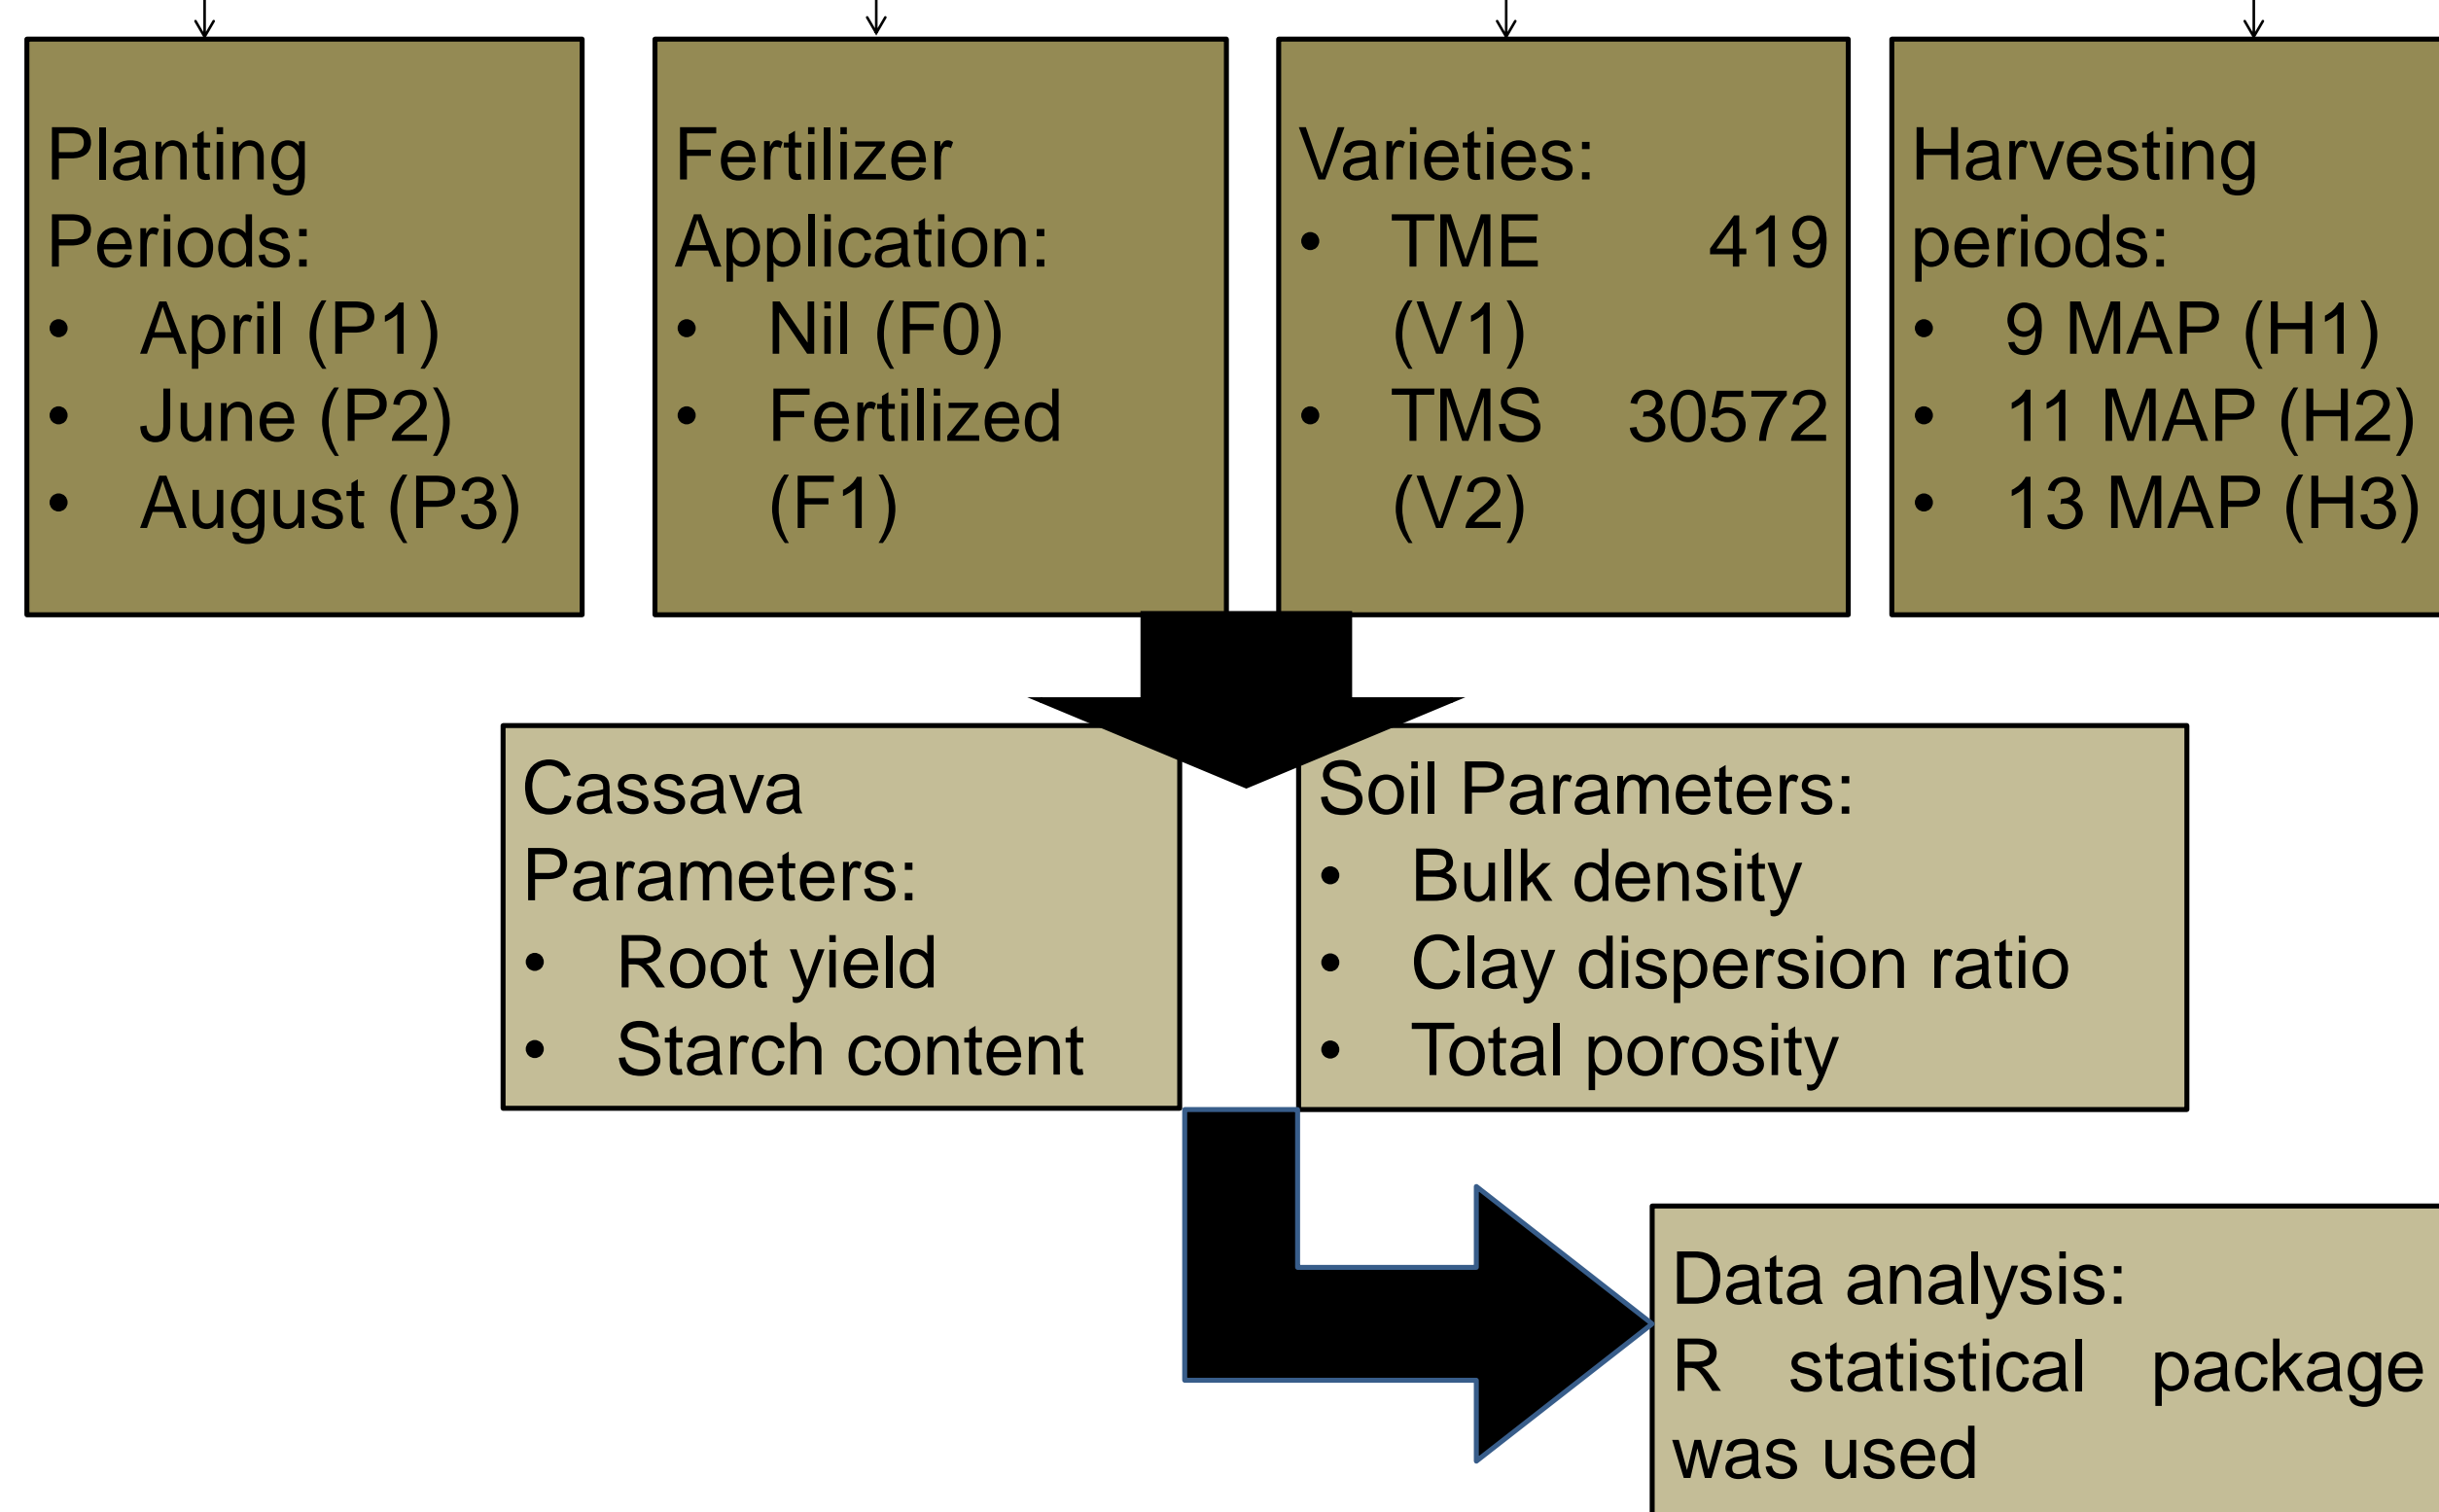 Planting
Periods:
• April (P1)
• June (P2)
• August (P3)
Fertilizer
Application:
• Nil (F0)
• Fertilized
(F1)
Varieties:
• TME 419
(V1)
• TMS 30572
(V2)
Harvesting
periods:
• 9 MAP (H1)
• 11 MAP (H2)
• 13 MAP (H3)
Cassava
Parameters:
• Root yield
• Starch content
Soil Parameters:
• Bulk density
• Clay dispersion ratio
• Total porosity
Data analysis:
R statistical package
was used